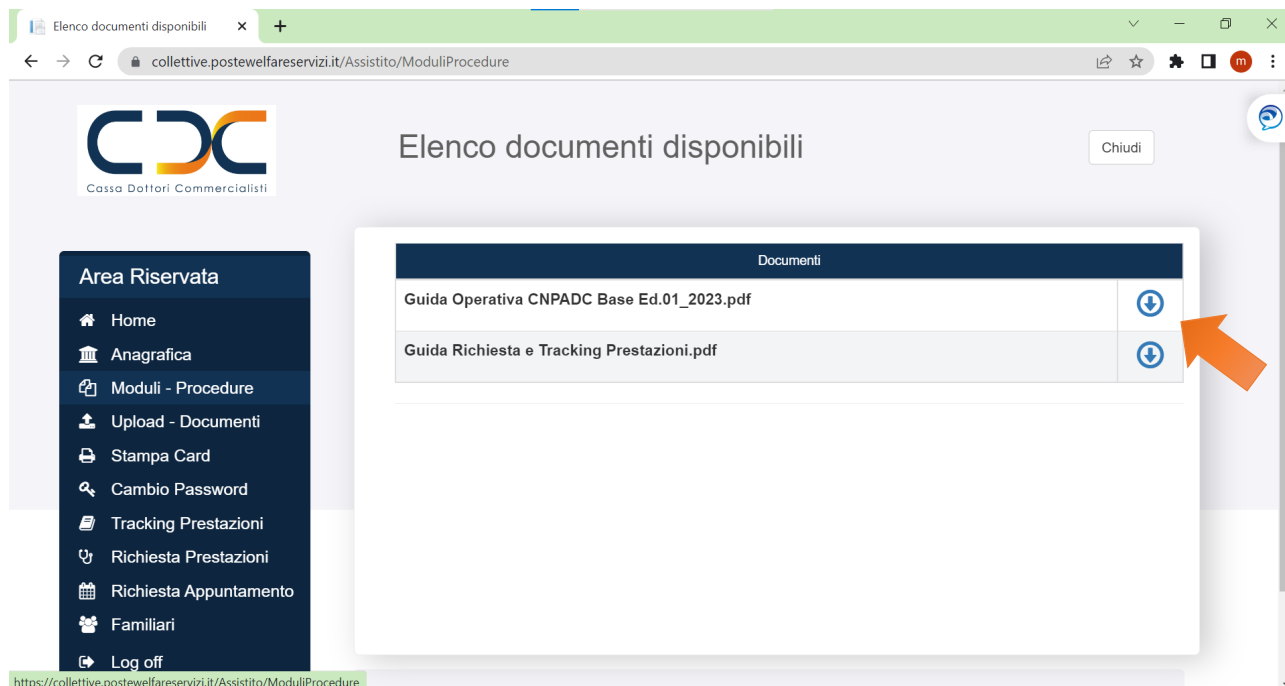 Elenco documenti disponibili
collettive.postewelfareservizi.it/Assistito/ModuliProcedure
m
CDC
Cassa Dottori Commercialisti
Elenco documenti disponibili
Chiudi
Area Riservata
Home
Anagrafica
Moduli - Procedure
Upload - Documenti
Stampa Card
Cambio Password
Tracking Prestazioni
Richiesta Prestazioni
Richiesta Appuntamento
Familiari
Log off
Documenti
Guida Operativa CNPADC Base Ed.01_2023.pdf
Guida Richiesta e Tracking Prestazioni.pdf
https://collettive.postewelfareservizi.it/Assistito/ModuliProcedure